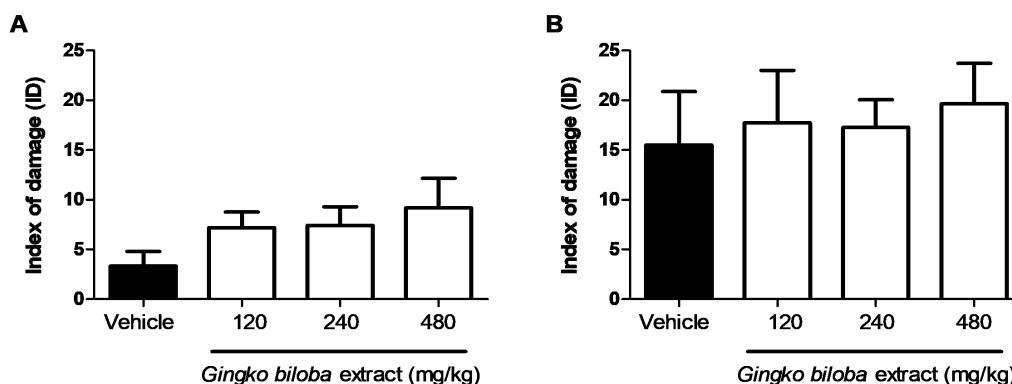 A
Index of damage (ID)
25
20
15
10
5
0
Vehicle 120 240 480
Gingko biloba extract (mg/kg)
B
Index of damage (ID)
25
20
15
10
5
0
Vehicle 120 240 480
Gingko biloba extract (mg/kg)